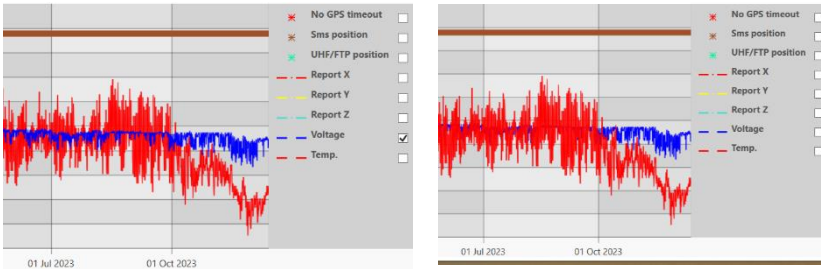 No GPS timeout
Sms position
UHF/FTP position
Report X
Report Y
Report Z
Voltage
Temp.
01 Jul 2023
01 Oct 2023
No GPS timeout
Sms position
UHF/FTP position
Report X
Report Y
Report Z
Voltage
Temp.
01 Jul 2023
01 Oct 2023